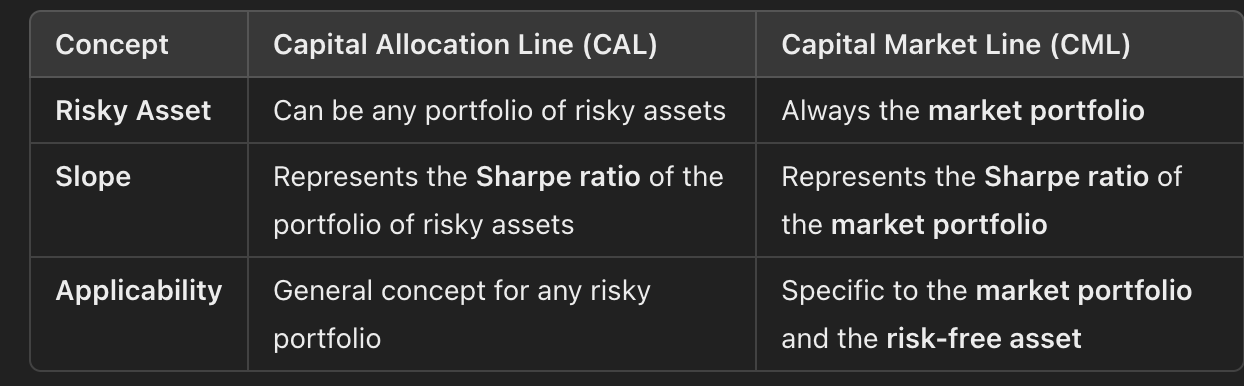 Concept Capital Allocation Line (CAL) Capital Market Line (CML)
Risky Asset Can be any portfolio of risky assets Always the market portfolio
Slope Represents the Sharpe ratio of the Represents the Sharpe ratio of
portfolio of risky assets the market portfolio
Applicability General concept for any risky Specific to the market portfolio
portfolio and the risk-free asset